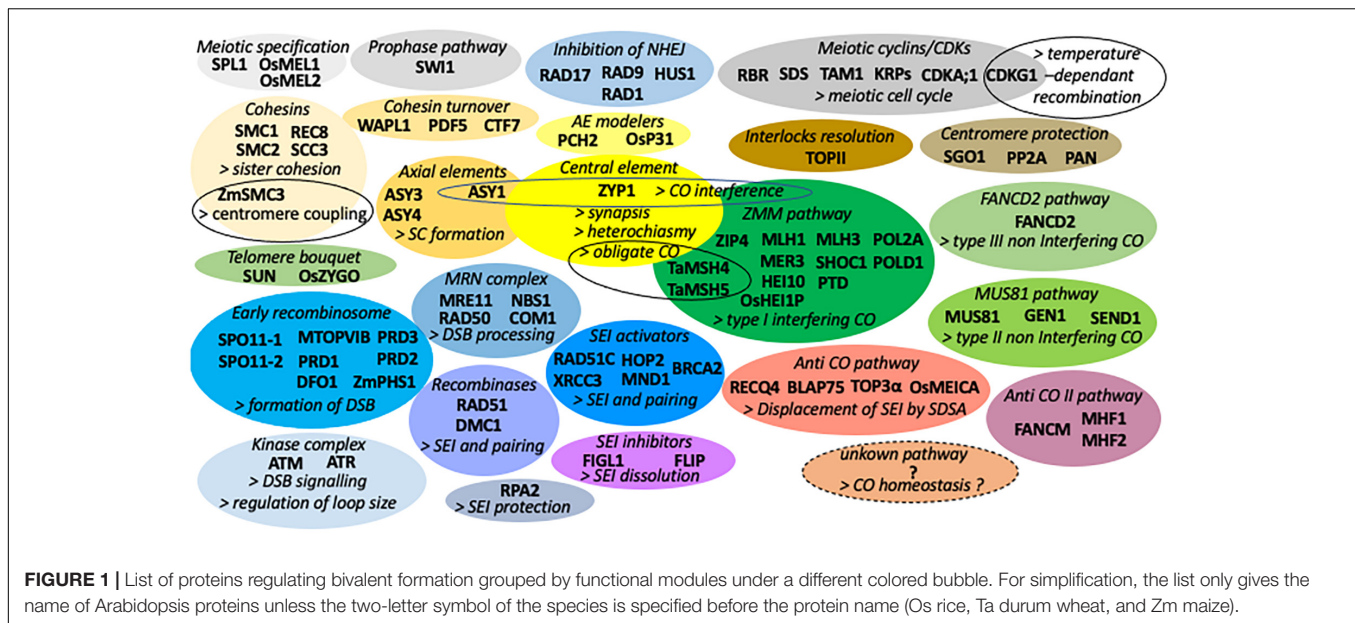 Meiotic specification
SPL1 OsMEL1
OsMEL2
Prophase pathway
SWI1
Inhibition of NHEJ
RAD17 RAD9 HUS1
RAD1
Meiotic cyclins/CDKs
RBR SDS TAM1 KRPs CDKA;1 CDKG1
> meiotic cell cycle
> temperature
–dependant
recombination
Cohesins
SMC1 REC8
SMC2 SCC3
> sister cohesion
ZmSMC3
> centromere coupling
Cohesin turnover
WAPL1 PDF5 CTF7
AE modelers
PCH2 OsP31
Interlocks resolution
TOPII
Centromere protection
SGO1 PP2A PAN
Axial elements
ASY3 ASY1
ASY4
> SC formation
Central element
ZYP1 > CO interference
> synapsis
> heterochiasmy
> obligate CO
ZMM pathway
ZIP4 MLH1 MLH3 POL2A
MER3 SHOC1 POLD1
TaMSH4 HEI10 PTD
TaMSH5
OsHEI1P
> type I interfering CO
FANCD2 pathway
FANCD2
> type III non Interfering CO
Telomere bouquet
SUN OsZYGO
MRN complex
MRE11 NBS1
RAD50 COM1
> DSB processing
MUS81 pathway
MUS81 GEN1 SEND1
> type II non Interfering CO
Early recombinosome
SPO11-1 MTOPVIB PRD3
SPO11-2 PRD1 PRD2
DFO1 ZmPHS1
> formation of DSB
SEI activators
RAD51C HOP2 BRCA2
XRCC3 MND1
> SEI and pairing
Recombinases
RAD51
DMC1
> SEI and pairing
Anti CO pathway
RECQ4 BLAP75 TOP3α OsMEICA
> Displacement of SEI by SDSA
Anti CO II pathway
FANCM MHF1
MHF2
Kinase complex
ATM ATR
> DSB signalling
> regulation of loop size
SEI inhibitors
FIGL1 FLIP
> SEI dissolution
RPA2
> SEI protection
unkown pathway
?
> CO homeostasis ?
FIGURE 1 | List of proteins regulating bivalent formation grouped by functional modules under a different colored bubble. For simplification, the list only gives the
name of Arabidopsis proteins unless the two-letter symbol of the species is specified before the protein name (Os rice, Ta durum wheat, and Zm maize).